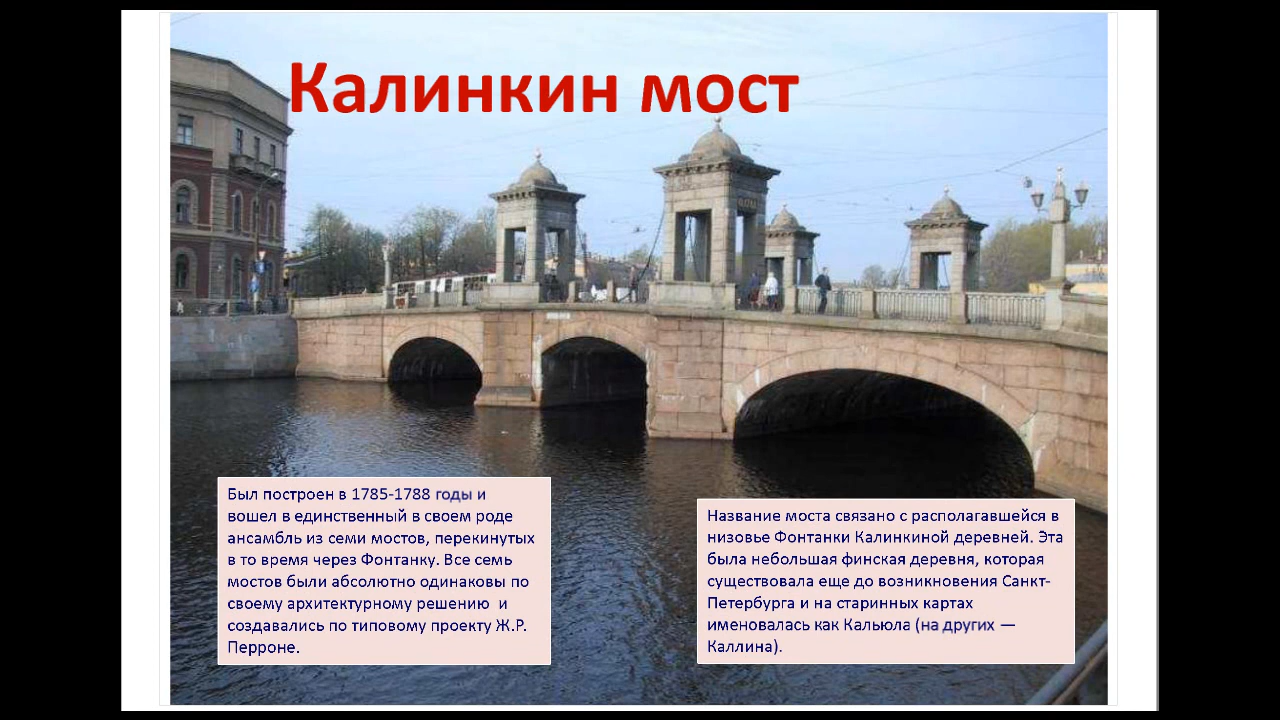 Калинкин мост
Был построен в 1785-1788 годы и
вошел в единственный в своем роде
ансамбль из семи мостов, перекинутых
в то время через Фонтанку. Все семь
мостов были абсолютно одинаковы по
своему архитектурному решению и
создавались по типовому проекту Ж.Р.
Перроне.
Название моста связано с располагавшейся в
низовье Фонтанки Калинкиной деревней. Эта
была небольшая финская деревня, которая
существовала еще до возникновения Санкт-
Петербурга и на старинных картах
именовалась как Кальюла (на других —
Каллина).